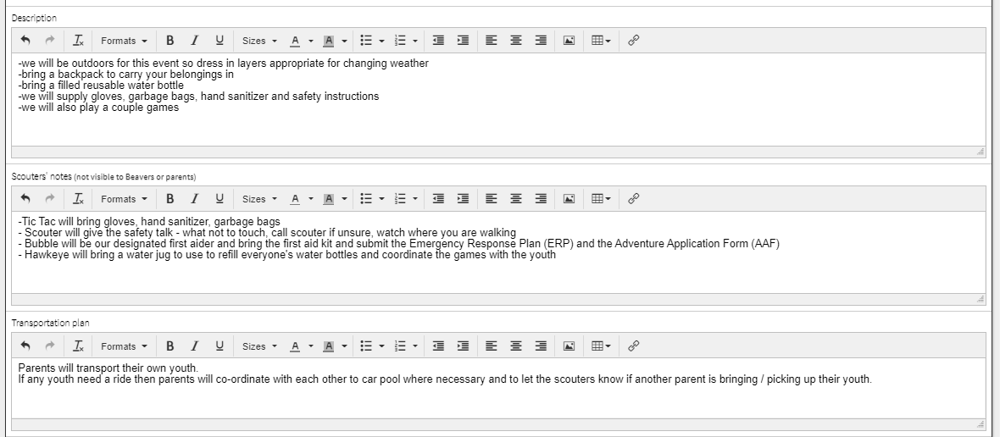 Description
Formats B I U Sizes A A
-we will be outdoors for this event so dress in layers appropriate for changing weather
-bring a backpack to carry your belongings in
-bring a filled reusable water bottle
-we will supply gloves, garbage bags, hand sanitizer and safety instructions
-we will also play a couple games
Scouters' notes (not visible to Beavers or parents)
Formats B I U Sizes A A
-Tic Tac will bring gloves, hand sanitizer, garbage bags
- Scouter will give the safety talk - what not to touch, call scouter if unsure, watch where you are walking
- Bubble will be our designated first aider and bring the first aid kit and submit the Emergency Response Plan (ERP) and the Adventure Application Form (AAF)
- Hawkeye will bring a water jug to use to refill everyone's water bottles and coordinate the games with the youth
Transportation plan
Formats B I U Sizes A A
Parents will transport their own youth.
If any youth need a ride then parents will co-ordinate with each other to car pool where necessary and to let the scouters know if another parent is bringing / picking up their youth.